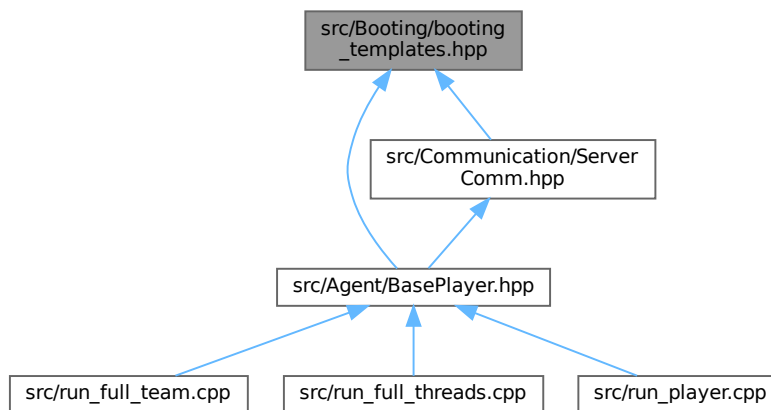 src/Booting/booting
_templates.hpp
src/Communication/Server
Comm.hpp
src/Agent/BasePlayer.hpp
src/run_full_team.cpp
src/run_full_threads.cpp
src/run_player.cpp